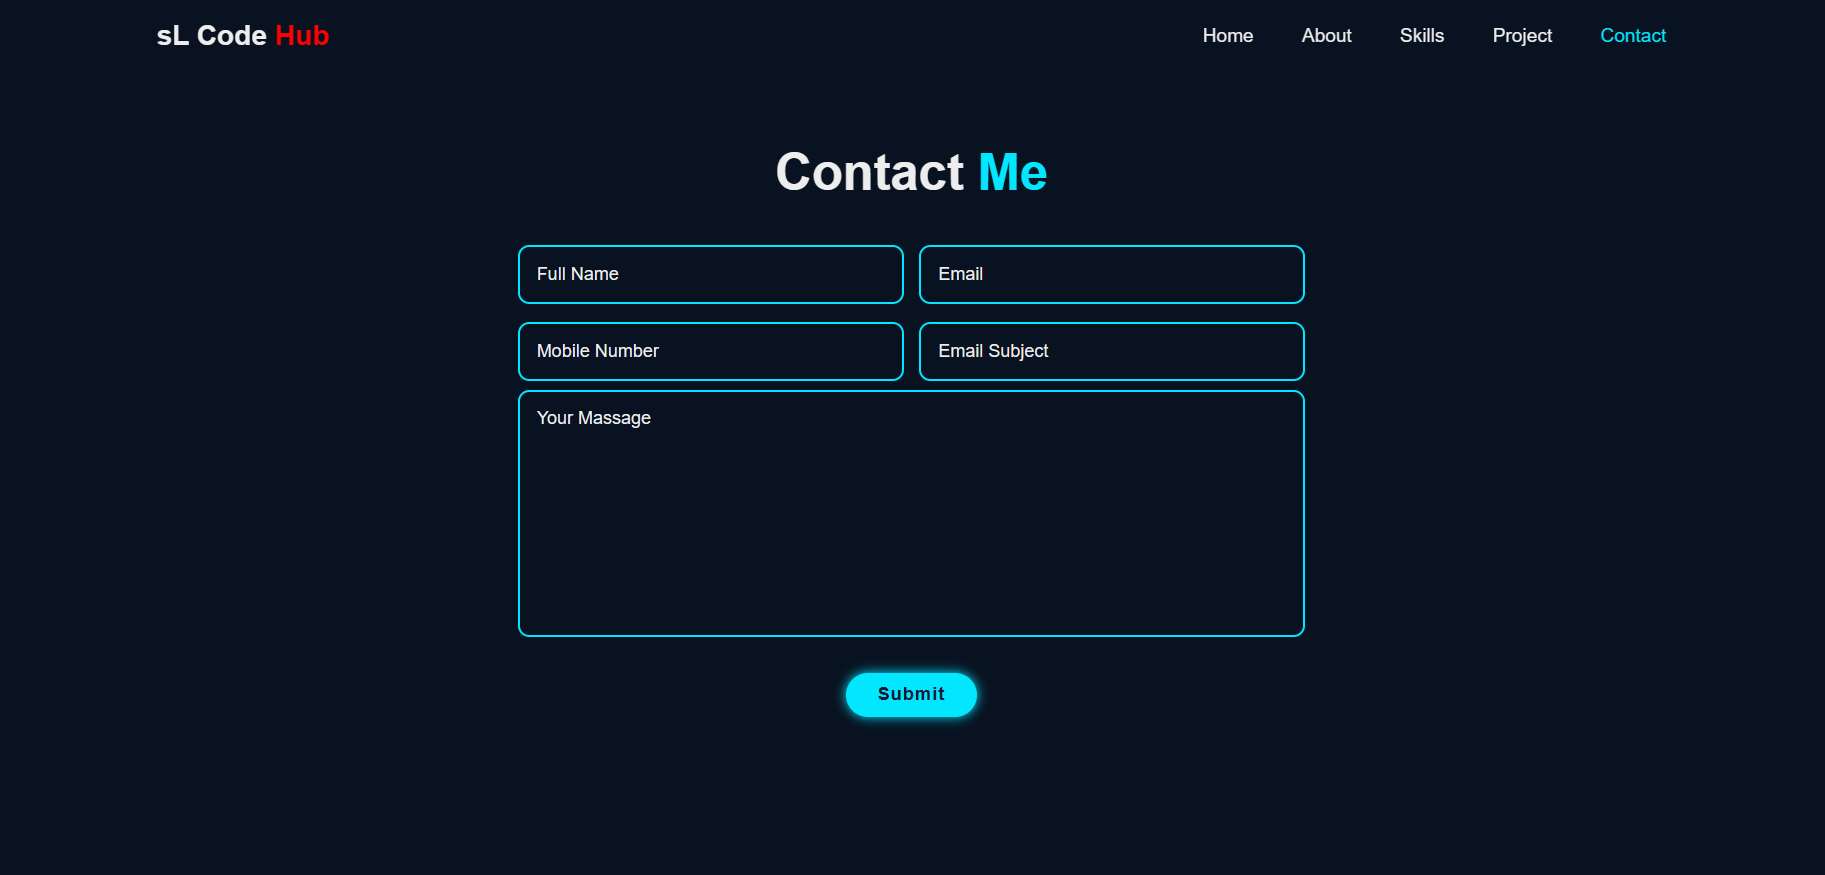 sL Code Hub
Home About Skills Project Contact
Contact Me
Full Name
Email
Mobile Number
Email Subject
Your Massage
Submit